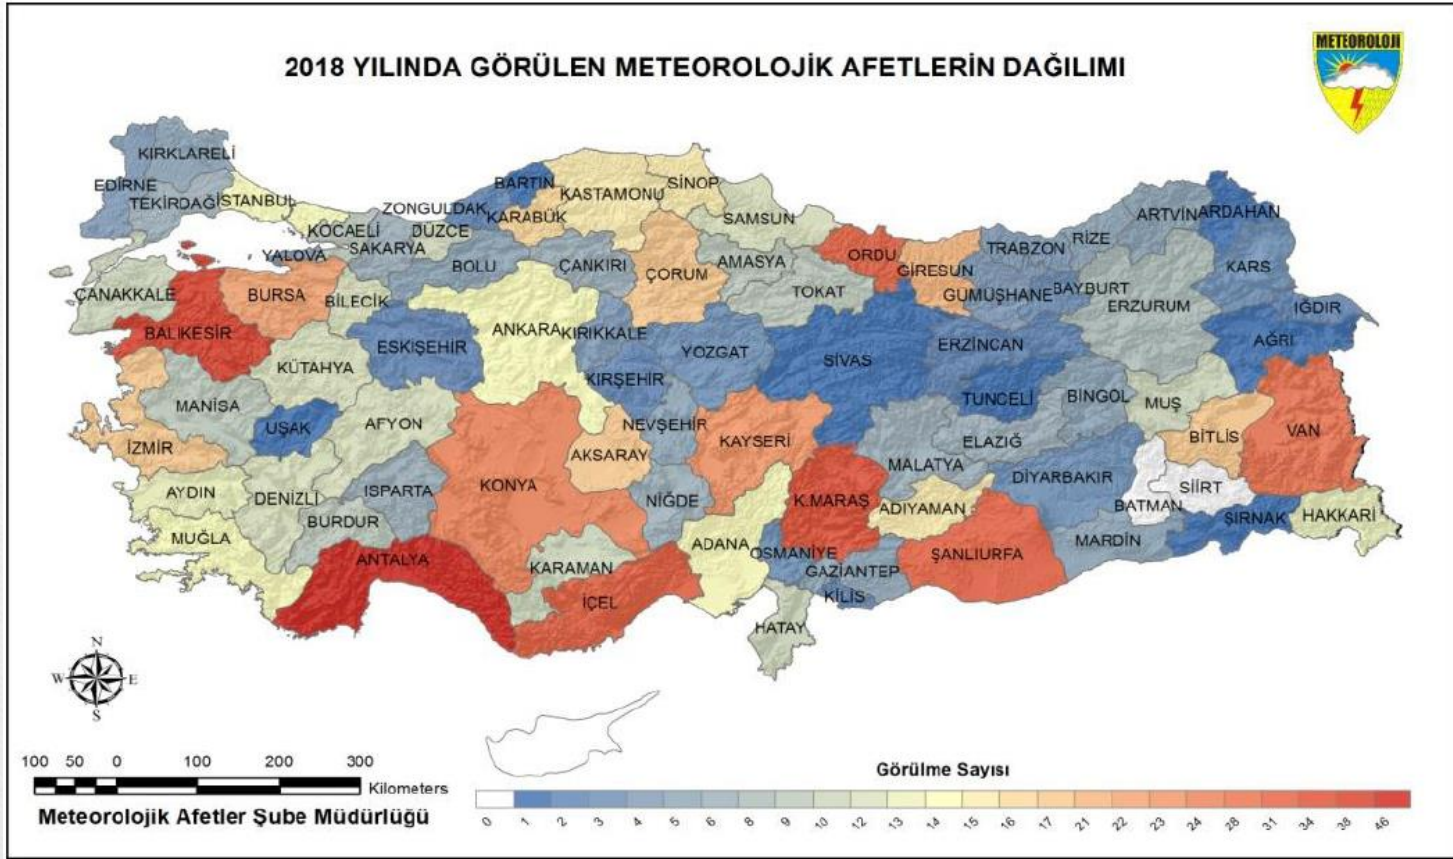 METEOROLOJİ
2018 YILINDA GÖRÜLEN METEOROLOJİK AFETLERİN DAĞILIMI
KIRKLARELİ
EDİRNE
TEKİRDAĞ
İSTANBUL
ZONGULDAK
BARTIN
KARABÜK
KASTAMONU
SİNOP
SAMSUN
KOCAELİ
DÜZCE
SAKARYA
YALOVA
BOLU
ÇANKIRI
ÇORUM
AMASYA
TOKAT
ORDU
GİRESUN
TRABZON
RİZE
ARTVİN
ARDAHAN
KARS
GÜMÜŞHANE
BAYBURT
ERZURUM
IĞDIR
AĞRI
ÇANAKKALE
BALIKESİR
BURSA
BİLECİK
ESKİŞEHİR
ANKARA
KIRIKKALE
YOZGAT
SİVAS
ERZİNCAN
TUNCELİ
BİNGÖL
MUŞ
BİTLİS
VAN
KÜTAHYA
MANİSA
UŞAK
AFYON
KIRŞEHİR
NEVŞEHİR
KAYSERİ
AKSARAY
MALATYA
ELAZIĞ
DİYARBAKIR
BATMAN
SİİRT
ŞIRNAK
HAKKARİ
İZMİR
AYDIN
DENİZLİ
ISPARTA
BURDUR
KONYA
NİĞDE
K.MARAŞ
ADIYAMAN
ŞANLIURFA
MARDİN
MUĞLA
ANTALYA
KARAMAN
İÇEL
ADANA
OSMANİYE
GAZİANTEP
KİLİS
HATAY
N
W E
S
100 50 0 100 200 300
Kilometers
Meteorolojik Afetler Şube Müdürlüğü
Görülme Sayısı
0 1 2 3 4 5 6 8 9 10 12 13 14 15 16 17 21 22 23 24 28 31 34 38 46